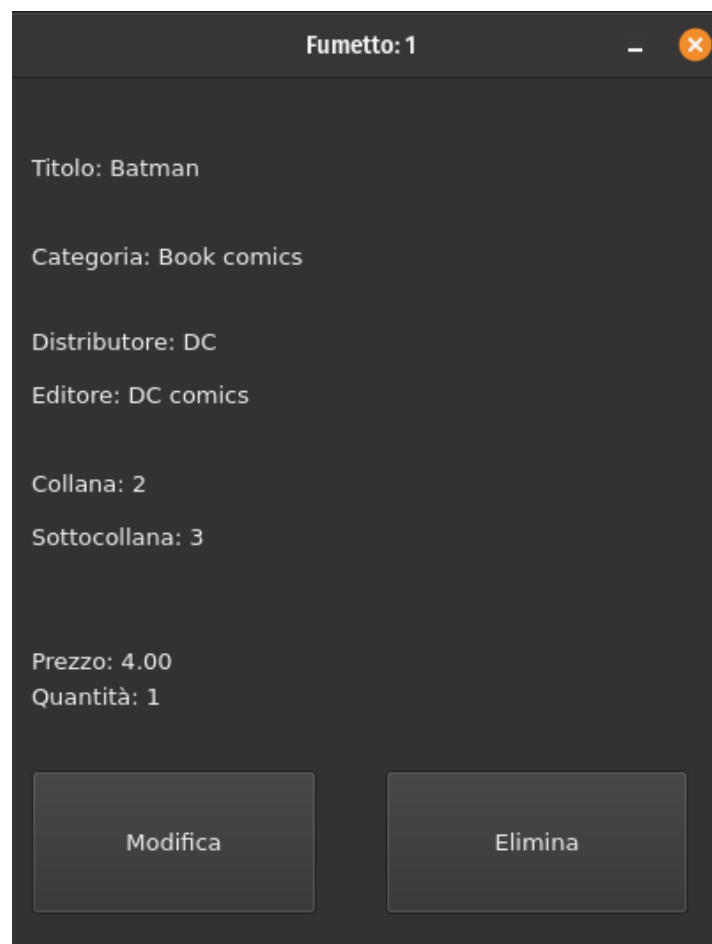 Fumetto: 1
Titolo: Batman
Categoria: Book comics
Distributore: DC
Editore: DC comics
Collana: 2
Sottocollana: 3
Prezzo: 4.00
Quantità: 1
Modifica
Elimina